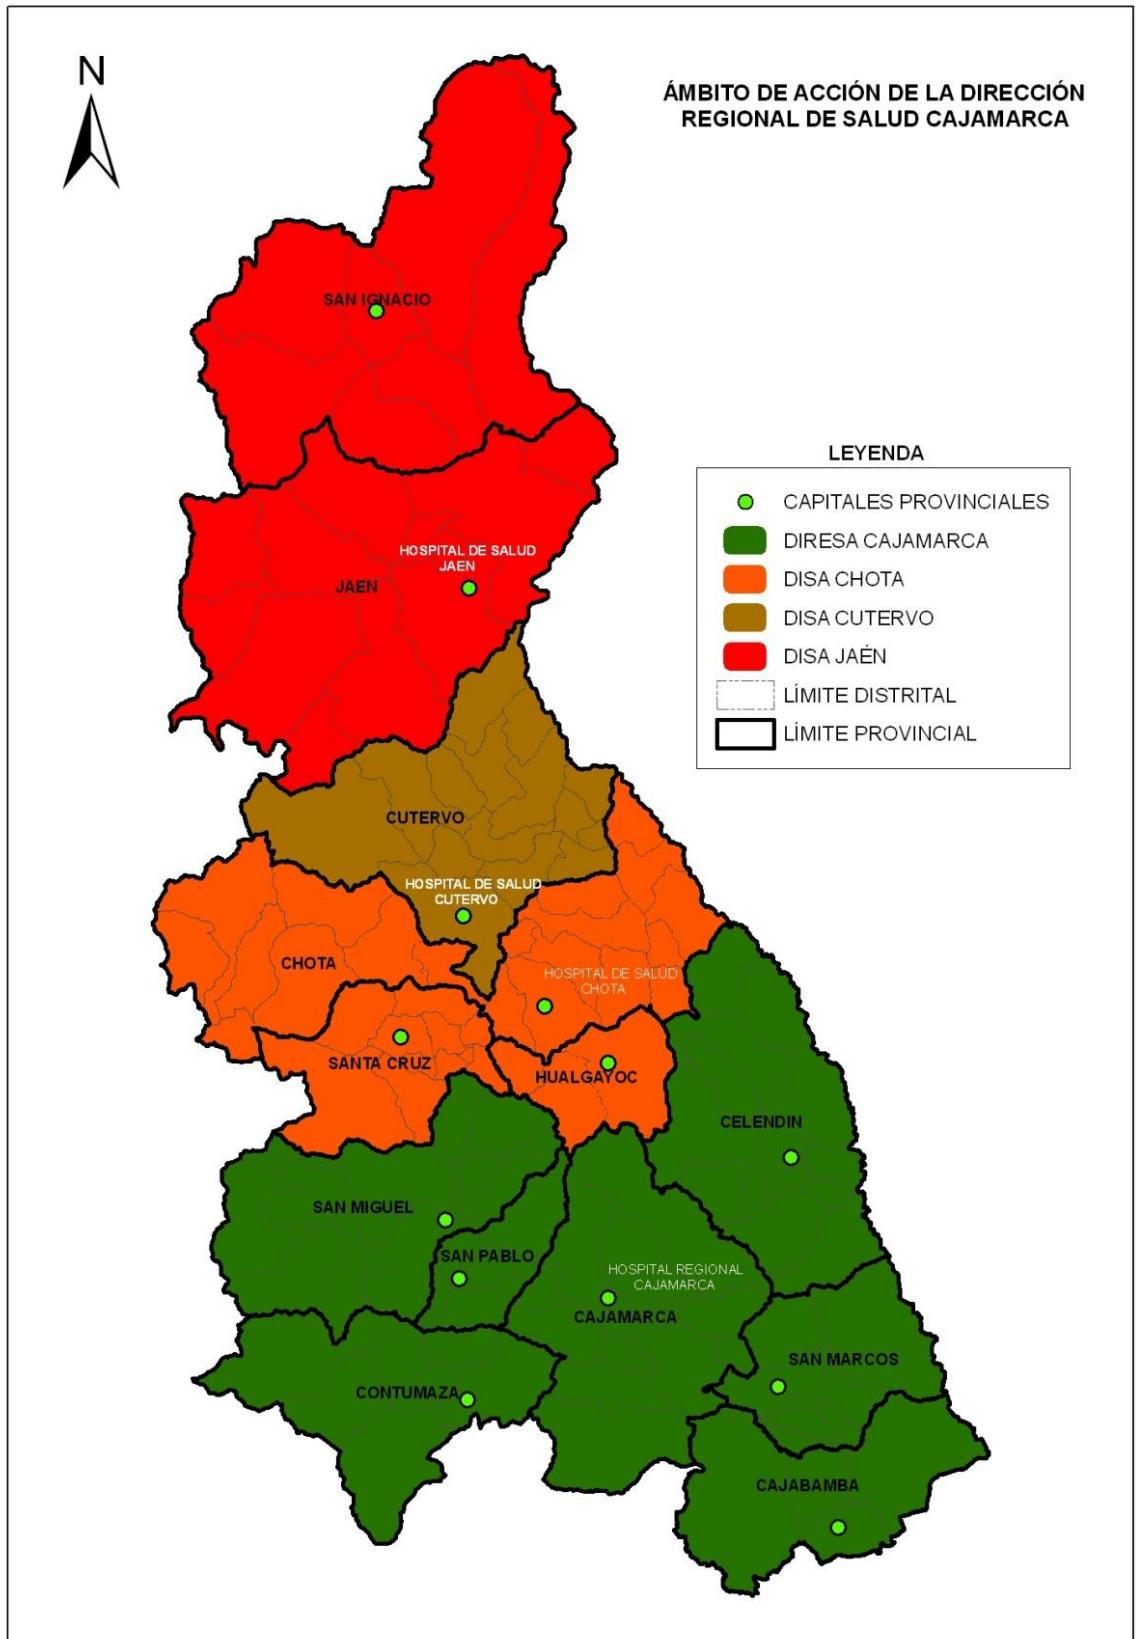 N
ÁMBITO DE ACCIÓN DE LA DIRECCIÓN
REGIONAL DE SALUD CAJAMARCA
SAN IGNACIO
LEYENDA
CAPITALES PROVINCIALES
DIRESA CAJAMARCA
DISA CHOTA
DISA CUTERVO
DISA JAÉN
LÍMITE DISTRITAL
LÍMITE PROVINCIAL
HOSPITAL DE SALUD
JAEN
JAEN
CUTERVO
HOSPITAL DE SALUD
CUTERVO
CHOTA
HOSPITAL DE SALUD
CHOTA
SANTA CRUZ
HUALGAYOC
CELENDIN
SAN MIGUEL
SAN PABLO
HOSPITAL REGIONAL
CAJAMARCA
CAJAMARCA
SAN MARCOS
CONTUMAZA
CAJABAMBA